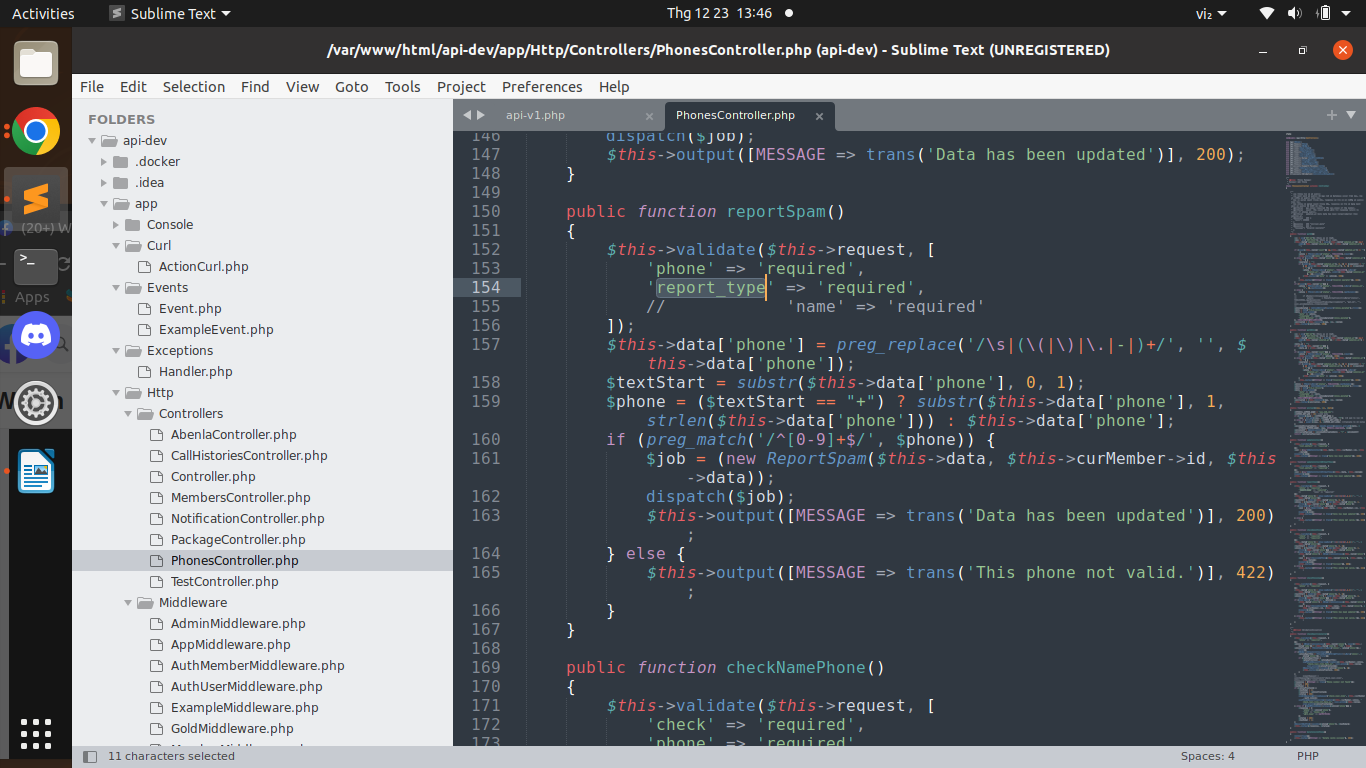 Activities
Sublime Text
Thg 12 23 13:46
vi₂
/var/www/html/api-dev/app/Http/Controllers/PhonesController.php (api-dev) - Sublime Text (UNREGISTERED)
File Edit Selection Find View Goto Tools Project Preferences Help
FOLDERS
api-dev
.docker
.idea
app
Console
Curl
ActionCurl.php
Events
Event.php
ExampleEvent.php
Exceptions
Handler.php
Http
Controllers
AbenlaController.php
CallHistoriesController.php
Controller.php
MembersController.php
NotificationController.php
PackageController.php
PhonesController.php
TestController.php
Middleware
AdminMiddleware.php
AppMiddleware.php
AuthMemberMiddleware.php
AuthUserMiddleware.php
ExampleMiddleware.php
GoldMiddleware.php
(20+) W
Apps
api-v1.php
PhonesController.php
146 dispatch($job);
147 $this->output([MESSAGE => trans('Data has been updated')], 200);
148 }
149
150 public function reportSpam()
151 {
152 $this->validate($this->request, [
153 'phone' => 'required',
154 'report_type' => 'required',
155 // 'name' => 'required'
156 ]);
157 $this->data['phone'] = preg_replace('/\s|(\(|\)|\.|-|)+/', '', $
this->data['phone']);
158 $textStart = substr($this->data['phone'], 0, 1);
159 $phone = ($textStart == "+") ? substr($this->data['phone'], 1,
strlen($this->data['phone'])) : $this->data['phone'];
160 if (preg_match('/^[0-9]+$/', $phone)) {
161 $job = (new ReportSpam($this->data, $this->curMember->id, $this
->data));
162 dispatch($job);
163 $this->output([MESSAGE => trans('Data has been updated')], 200)
;
164 } else {
165 $this->output([MESSAGE => trans('This phone not valid.')], 422)
;
166 }
167 }
168
169 public function checkNamePhone()
170 {
171 $this->validate($this->request, [
172 'check' => 'required',
173 'phone' => 'required'
11 characters selected
Spaces: 4
PHP